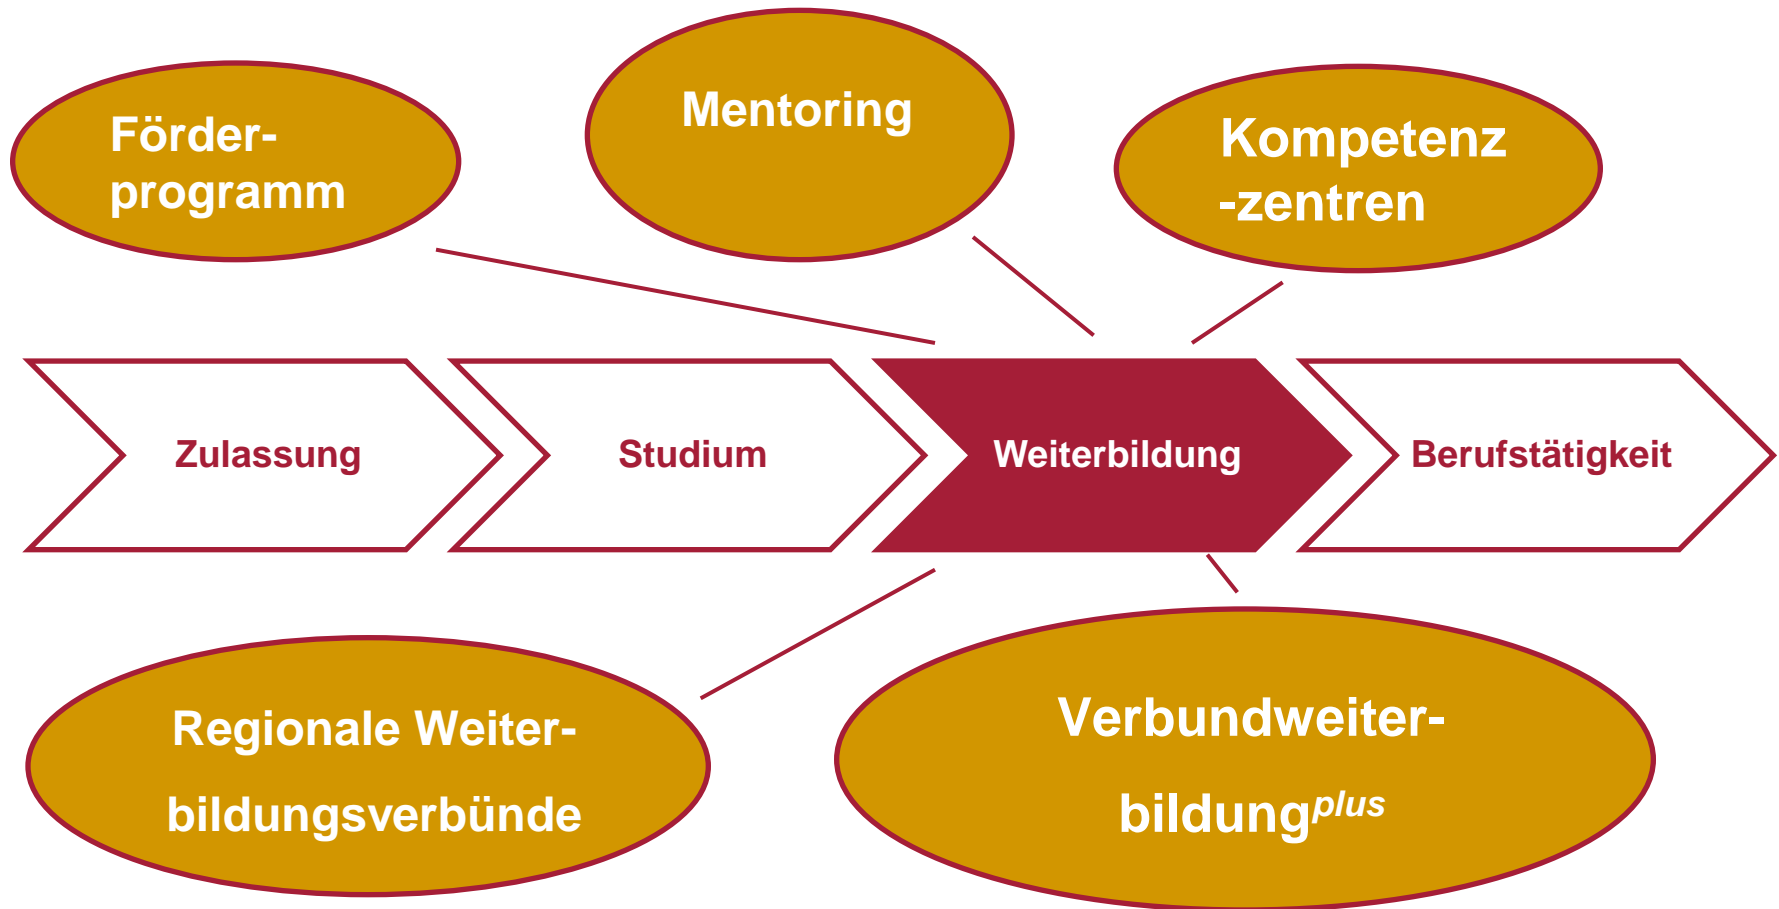 Förder-
programm
Mentoring
Kompetenz
-zentren
Zulassung
Studium
Weiterbildung
Berufstätigkeit
Regionale Weiter-
bildungsverbünde
Verbundweiter-
bildungplus